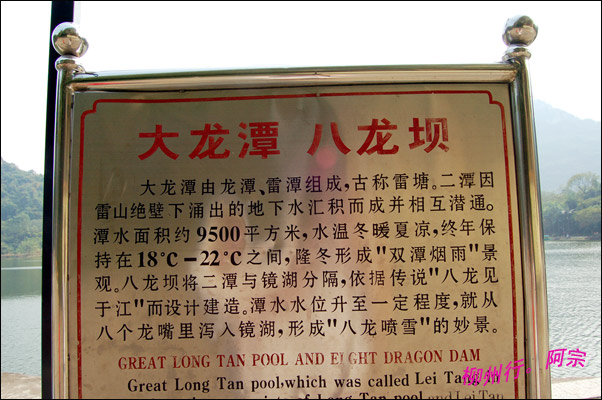 大龙潭 八龙坝
大龙潭由龙潭、雷潭组成，古称雷塘。二潭因
雷山绝壁下涌出的地下水汇积而成并相互潜通。
潭水面积约9500平方米，水温冬暖夏凉，终年保
持在18℃－22℃之间，隆冬形成"双潭烟雨"景
观。八龙坝将二潭与镜湖分隔，依据传说"八龙见
于江"而设计建造。潭水水位升至一定程度，就从
八个龙嘴里泻入镜湖，形成"八龙喷雪"的妙景。
GREAT LONG TAN POOL AND EIGHT DRAGON DAM
Great Long Tan pool,which was called Lei Tang in
of Long Tan pool and Lei Tan
柳州行。阿宗